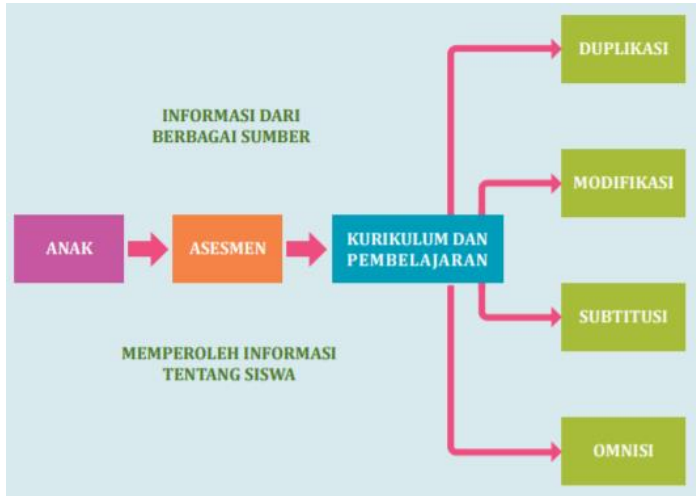 DUPLIKASI
INFORMASI DARI
BERBAGAI SUMBER
MODIFIKASI
ANAK
ASESMEN
KURIKULUM DAN
PEMBELAJARAN
SUBTITUSI
MEMPEROLEH INFORMASI
TENTANG SISWA
OMNISI